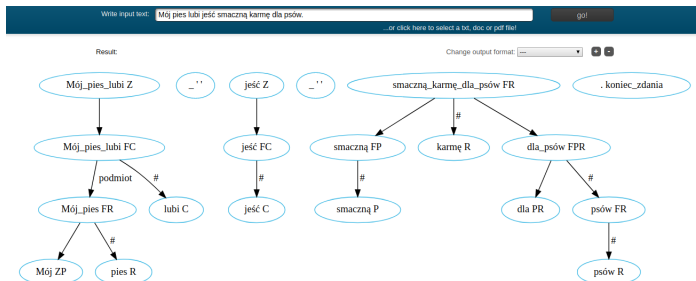 Write input text: Mój pies lubi jeść smaczną karmę dla psów. go!
...or click here to select a txt, doc or pdf file!
Result: Change output format: --- + -
Mój_pies_lubi Z _' ' jeść Z _' ' smaczną_karmę_dla_psów FR . koniec_zdania
#
Mój_pies_lubi FC jeść FC smaczną FP karmę R dla_psów FPR
podmiot # # # #
Mój_pies FR lubi C jeść C smaczną P dla PR psów FR
# #
Mój ZP pies R psów R